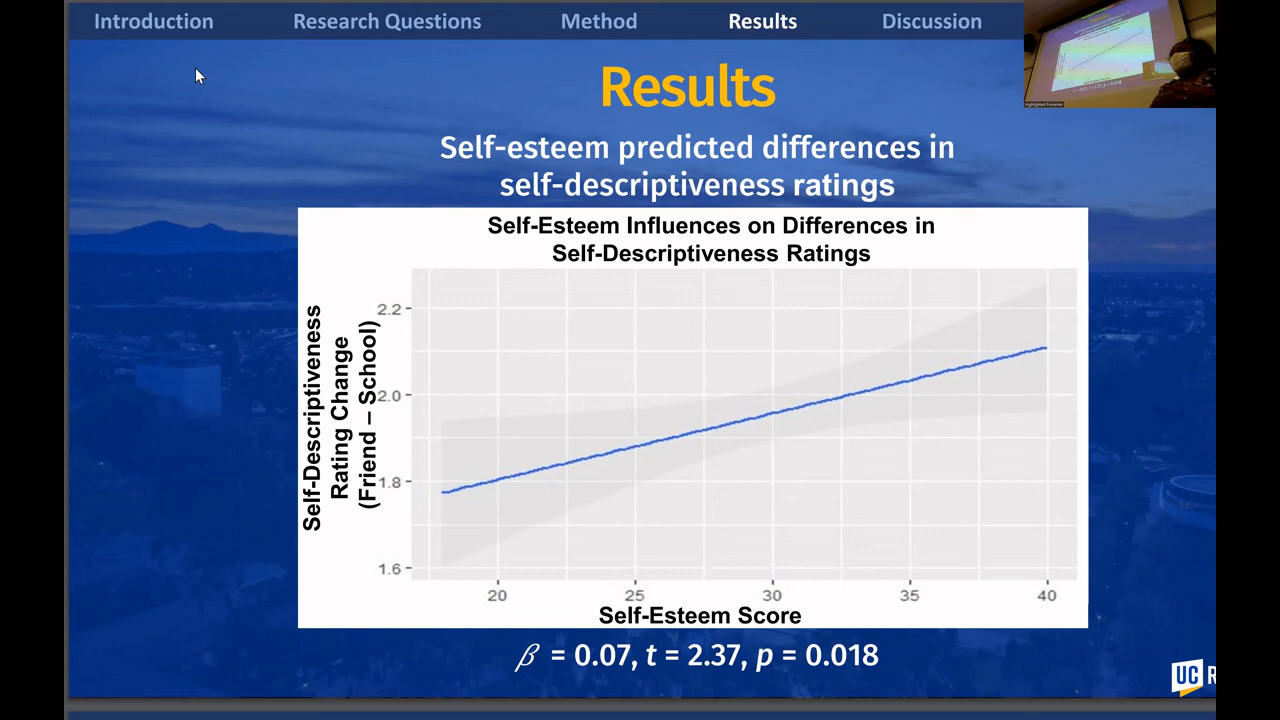 Introduction
Research Questions
Method
Results
Discussion
Results
Self-esteem predicted differences in
self-descriptiveness ratings
Self-Esteem Influences on Differences in
Self-Descriptiveness Ratings
Self-Descriptiveness
Rating Change
(Friend – School)
2.2
2.0
1.8
1.6
20
25
30
35
40
Self-Esteem Score
β = 0.07, t = 2.37, p = 0.018
UC R